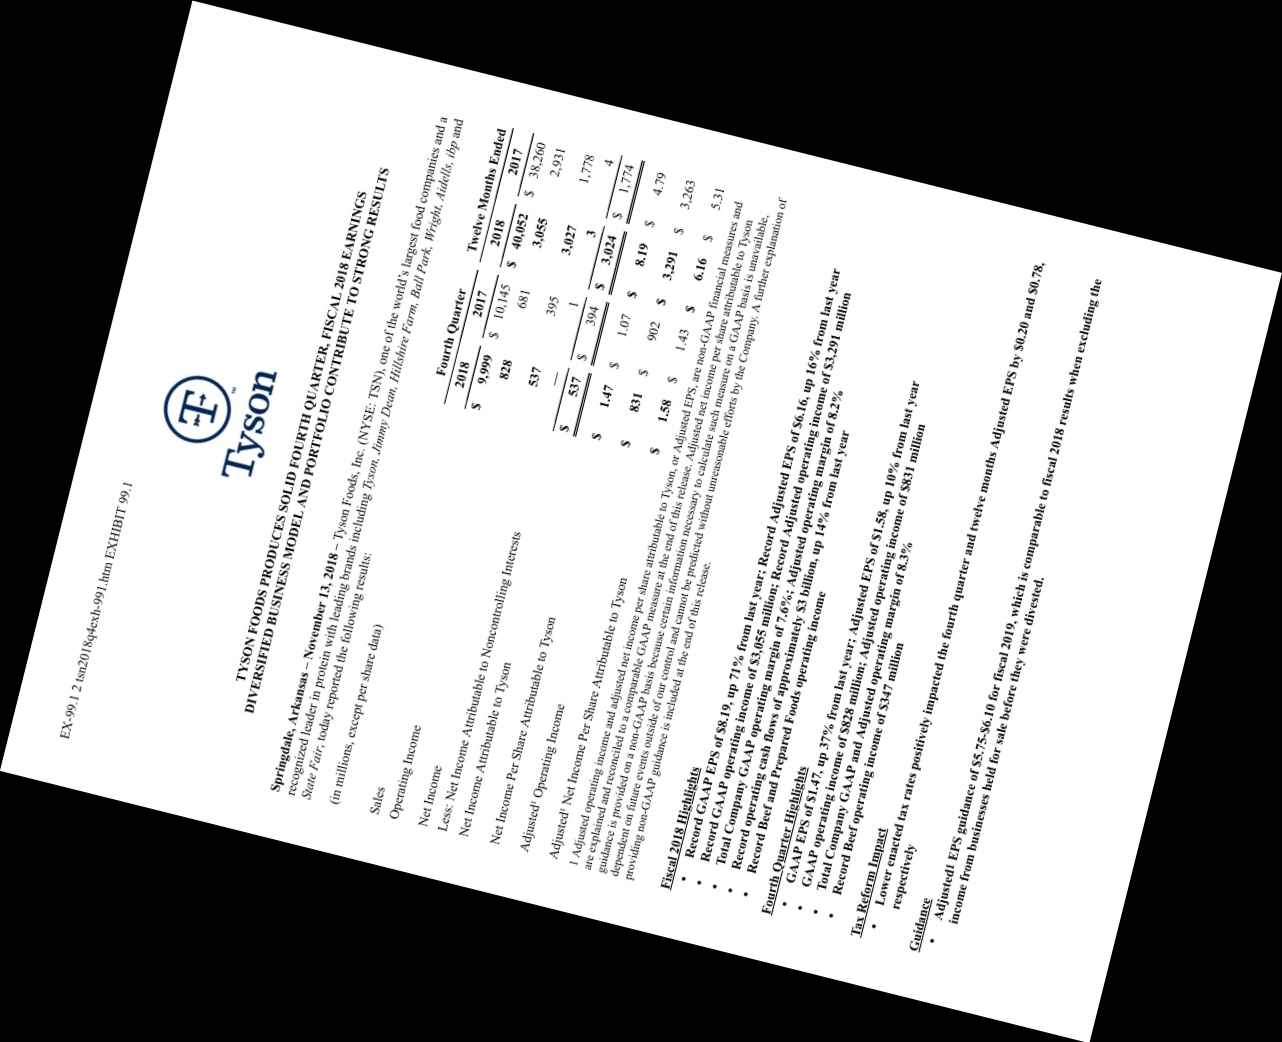 EX-99.1 2 tsn2018q4exh-991.htm EXHIBIT 99.1
T
Tyson™
TYSON FOODS PRODUCES SOLID FOURTH QUARTER, FISCAL 2018 EARNINGS
DIVERSIFIED BUSINESS MODEL AND PORTFOLIO CONTRIBUTE TO STRONG RESULTS
Springdale, Arkansas – November 13, 2018 – Tyson Foods, Inc. (NYSE: TSN), one of the world's largest food companies and a
recognized leader in protein with leading brands including Tyson, Jimmy Dean, Hillshire Farm, Ball Park, Wright, Aidells, ibp and
State Fair, today reported the following results:
(in millions, except per share data)
Fourth Quarter Twelve Months Ended
2018 2017 2018 2017
Sales $ 9,999 $ 10,145 $ 40,052 $ 38,260
Operating Income 828 681 3,055 2,931
Net Income 537 395 3,027 1,778
Less: Net Income Attributable to Noncontrolling Interests — 1 3 4
Net Income Attributable to Tyson $ 537 $ 394 $ 3,024 $ 1,774
Net Income Per Share Attributable to Tyson $ 1.47 $ 1.07 $ 8.19 $ 4.79
Adjusted¹ Operating Income $ 831 $ 902 $ 3,291 $ 3,263
Adjusted¹ Net Income Per Share Attributable to Tyson $ 1.58 $ 1.43 $ 6.16 $ 5.31
1 Adjusted operating income and adjusted net income per share attributable to Tyson, or Adjusted EPS, are non-GAAP financial measures and
are explained and reconciled to a comparable GAAP measure at the end of this release. Adjusted net income per share attributable to Tyson
guidance is provided on a non-GAAP basis because certain information necessary to calculate such measure on a GAAP basis is unavailable,
dependent on future events outside of our control and cannot be predicted without unreasonable efforts by the Company. A further explanation of
providing non-GAAP guidance is included at the end of this release.
Fiscal 2018 Highlights
• Record GAAP EPS of $8.19, up 71% from last year; Record Adjusted EPS of $6.16, up 16% from last year
• Record GAAP operating income of $3,055 million; Record Adjusted operating income of $3,291 million
• Total Company GAAP operating margin of 7.6%; Adjusted operating margin of 8.2%
• Record operating cash flows of approximately $3 billion, up 14% from last year
• Record Beef and Prepared Foods operating income
Fourth Quarter Highlights
• GAAP EPS of $1.47, up 37% from last year; Adjusted EPS of $1.58, up 10% from last year
• GAAP operating income of $828 million; Adjusted operating income of $831 million
• Total Company GAAP and Adjusted operating margin of 8.3%
• Record Beef operating income of $347 million
Tax Reform Impact
• Lower enacted tax rates positively impacted the fourth quarter and twelve months Adjusted EPS by $0.20 and $0.78,
respectively
Guidance
• Adjusted1 EPS guidance of $5.75-$6.10 for fiscal 2019, which is comparable to fiscal 2018 results when excluding the
income from businesses held for sale before they were divested.